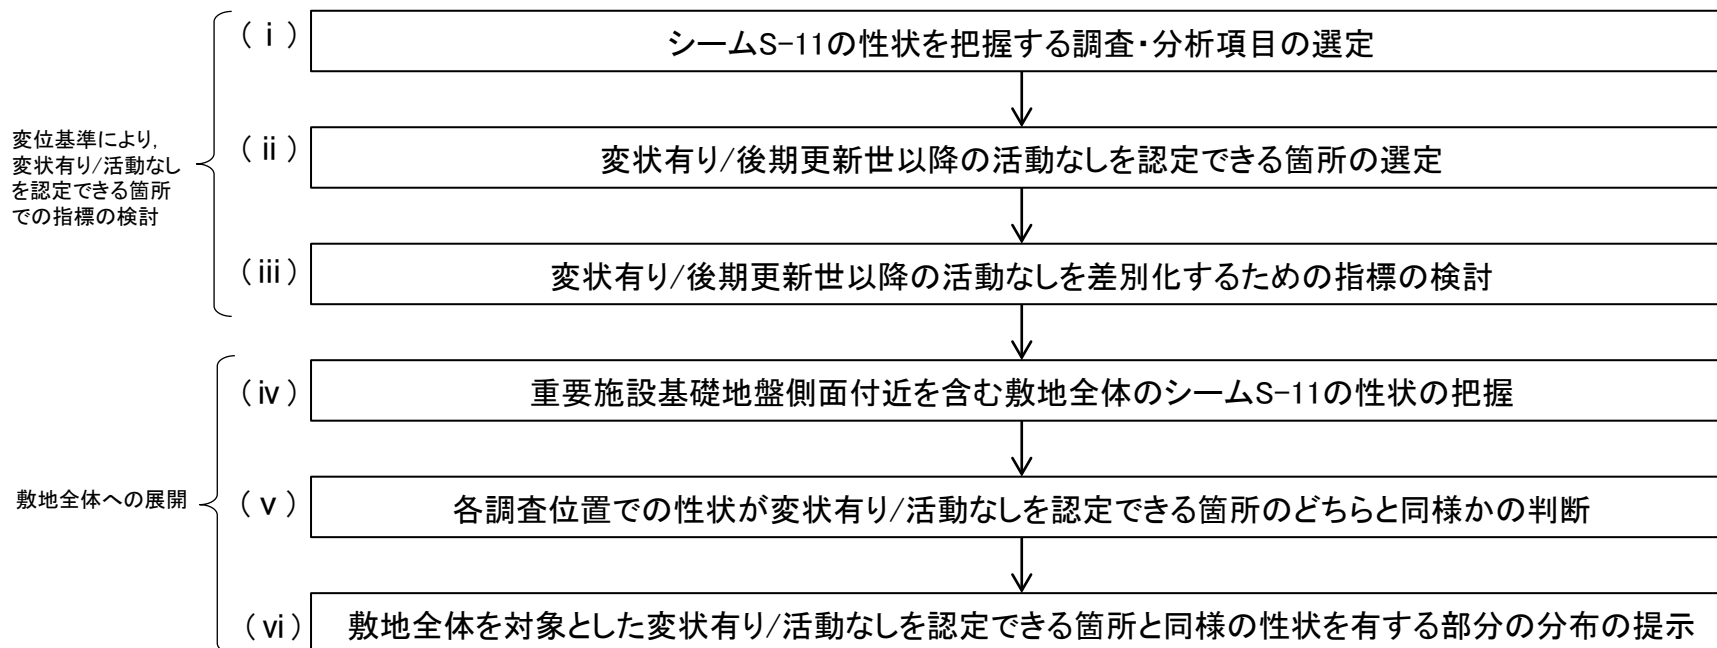 (ⅰ)
シームS-11の性状を把握する調査・分析項目の選定
変位基準により,
変状有り/活動なし
を認定できる箇所
での指標の検討
(ⅱ)
変状有り/後期更新世以降の活動なしを認定できる箇所の選定
(ⅲ)
変状有り/後期更新世以降の活動なしを差別化するための指標の検討
(ⅳ)
重要施設基礎地盤側面付近を含む敷地全体のシームS-11の性状の把握
敷地全体への展開
(ⅴ)
各調査位置での性状が変状有り/活動なしを認定できる箇所のどちらと同様かの判断
(ⅵ)
敷地全体を対象とした変状有り/活動なしを認定できる箇所と同様の性状を有する部分の分布の提示